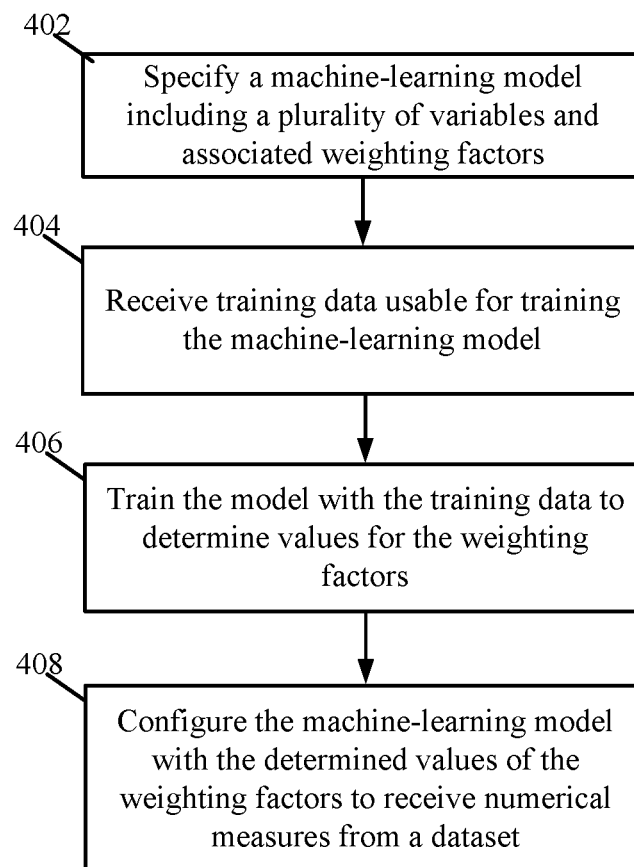 402
Specify a machine-learning model
including a plurality of variables and
associated weighting factors
404
Receive training data usable for training
the machine-learning model
406
Train the model with the training data to
determine values for the weighting
factors
408
Configure the machine-learning model
with the determined values of the
weighting factors to receive numerical
measures from a dataset